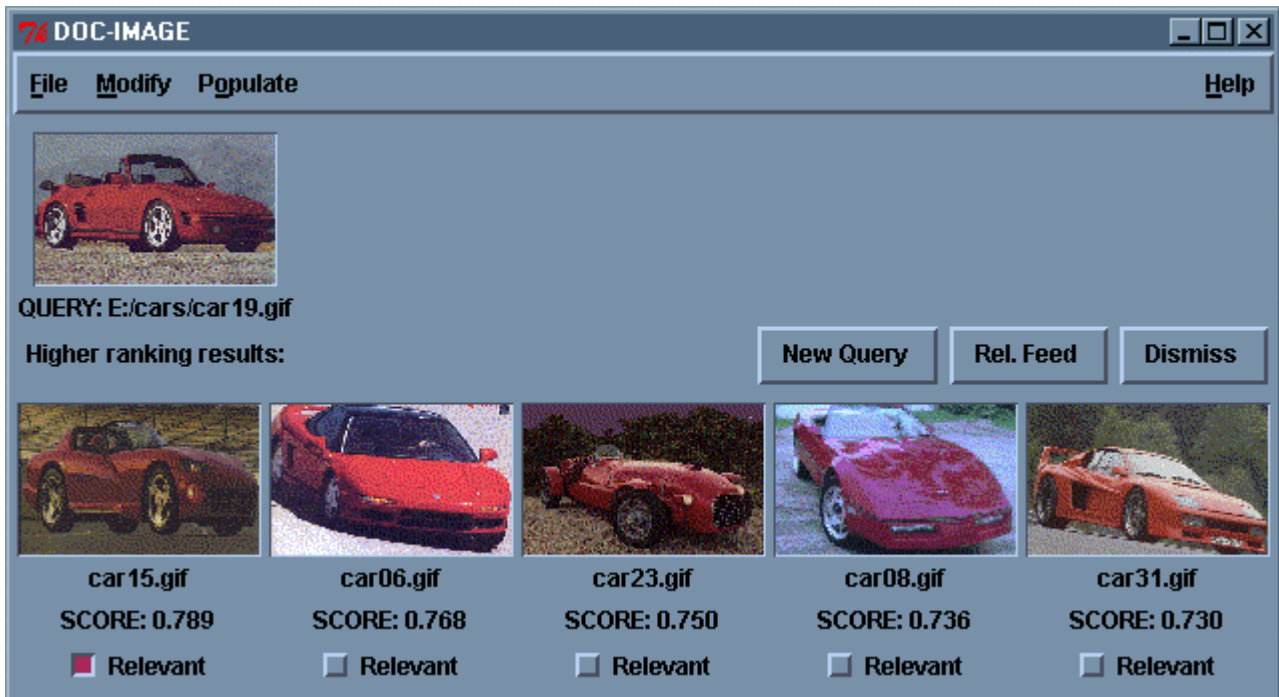 DOC-IMAGE
File Modify Populate Help
QUERY: E:/cars/car19.gif
Higher ranking results:
New Query Rel. Feed Dismiss
car15.gif car06.gif car23.gif car08.gif car31.gif
SCORE: 0.789 SCORE: 0.768 SCORE: 0.750 SCORE: 0.736 SCORE: 0.730
Relevant Relevant Relevant Relevant Relevant